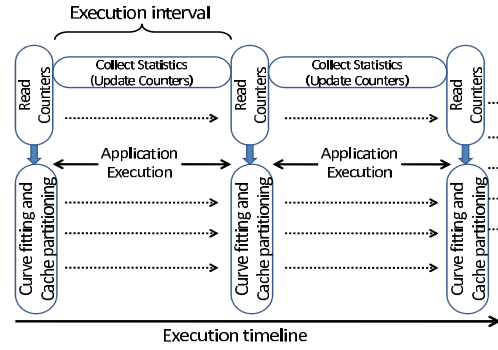 Execution interval
Read
Counters
Collect Statistics
(Update Counters)
Read
Counters
Collect Statistics
(Update Counters)
Read
Counters
Application
Execution
Application
Execution
Curve fitting and
Cache partitioning
Curve fitting and
Cache partitioning
Curve fitting and
Cache partitioning
Execution timeline